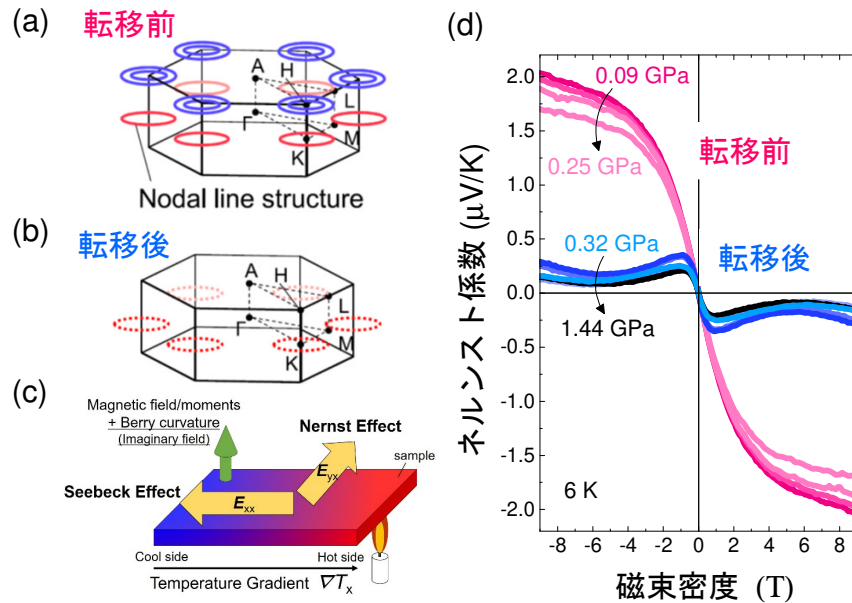 (a) 転移前
A
H
L
Γ
M
K
Nodal line structure
(b) 転移後
A
H
L
Γ
M
K
(c)
Magnetic field/moments
+ Berry curvature
(Imaginary field)
Nernst Effect
sample
Eyx
Seebeck Effect
Exx
Cool side
Hot side
Temperature Gradient ∇Tx
(d)
ネルンスト係数 (μV/K)
2.0
1.5
1.0
0.5
0.0
-0.5
-1.0
-1.5
-2.0
0.09 GPa
転移前
0.25 GPa
0.32 GPa
転移後
1.44 GPa
6 K
-8 -6 -4 -2 0 2 4 6 8
磁束密度 (T)